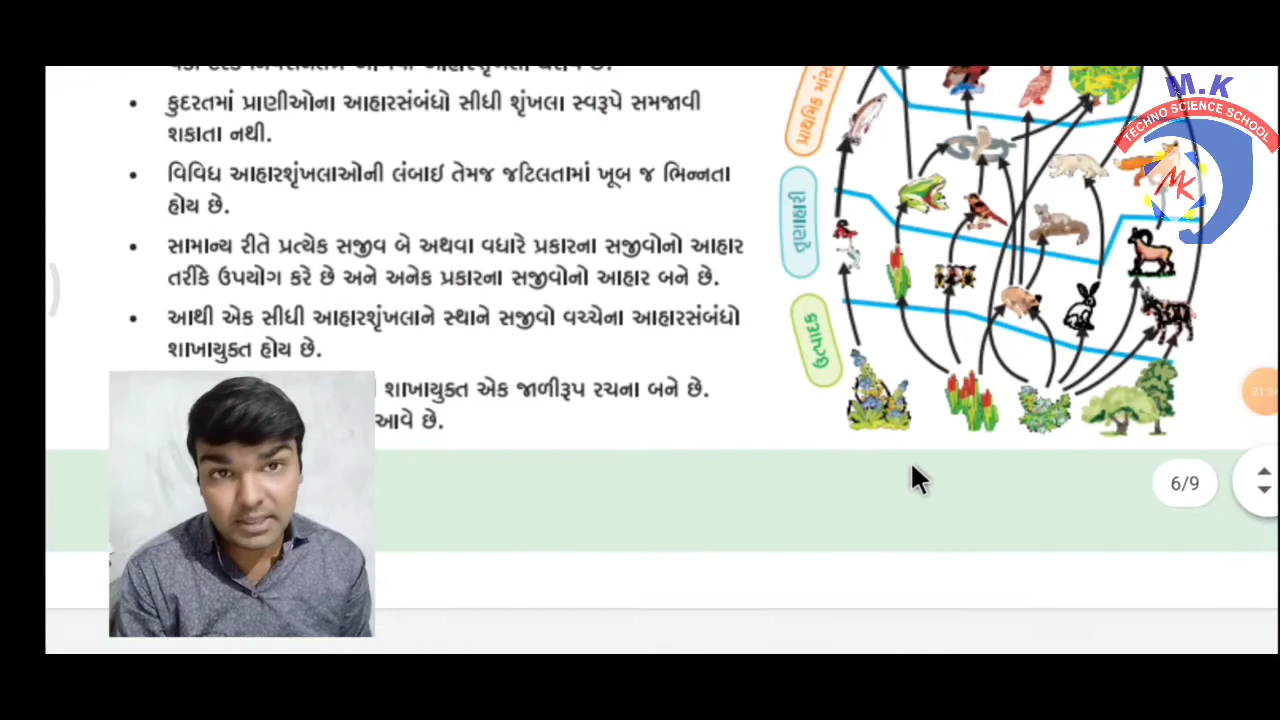 કુદરતમાં પ્રાણીઓના આહારસંબંધો સીધી શૃંખલા સ્વરૂપે સમજાવી
શકાતા નથી.
વિવિધ આહારશૃંખલાઓની લંબાઇ તેમજ જટિલતામાં ખૂબ જ ભિન્નતા
હોય છે.
સામાન્ય રીતે પ્રત્યેક સજીવ બે અથવા વધારે પ્રકારના સજીવોનો આહાર
તરીકે ઉપયોગ કરે છે અને અનેક પ્રકારના સજીવોનો આહાર બને છે.
આથી એક સીધી આહારશૃંખલાને સ્થાને સજીવો વચ્ચેના આહારસંબંધો
શાખાયુક્ત હોય છે.
શાખાયુક્ત એક જાળીરૂપ રચના બને છે.
આવે છે.
પ્રાથમિક
તૃણાહારી
ઉત્પાદક
M.K
TECHNO SCIENCE SCHOOL
MK
6/9